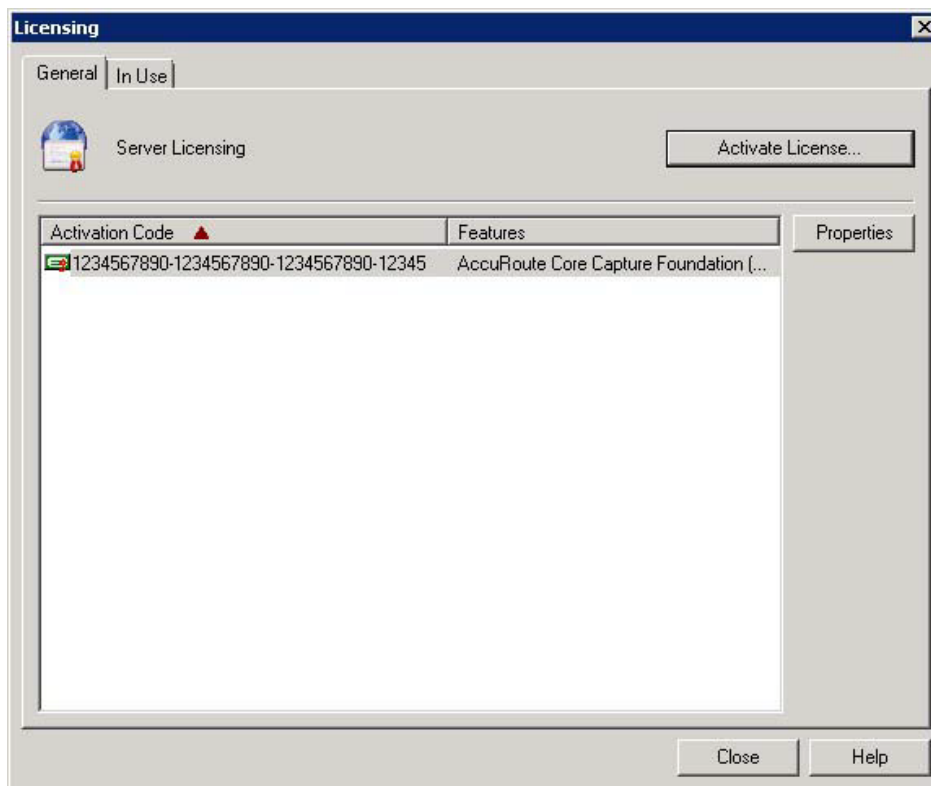 Licensing
General In Use
Server Licensing Activate License...
Activation Code Features Properties
1234567890-1234567890-1234567890-12345 AccuRoute Core Capture Foundation (...
Close Help